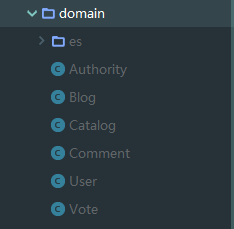 domain
es
C Authority
C Blog
C Catalog
C Comment
C User
C Vote